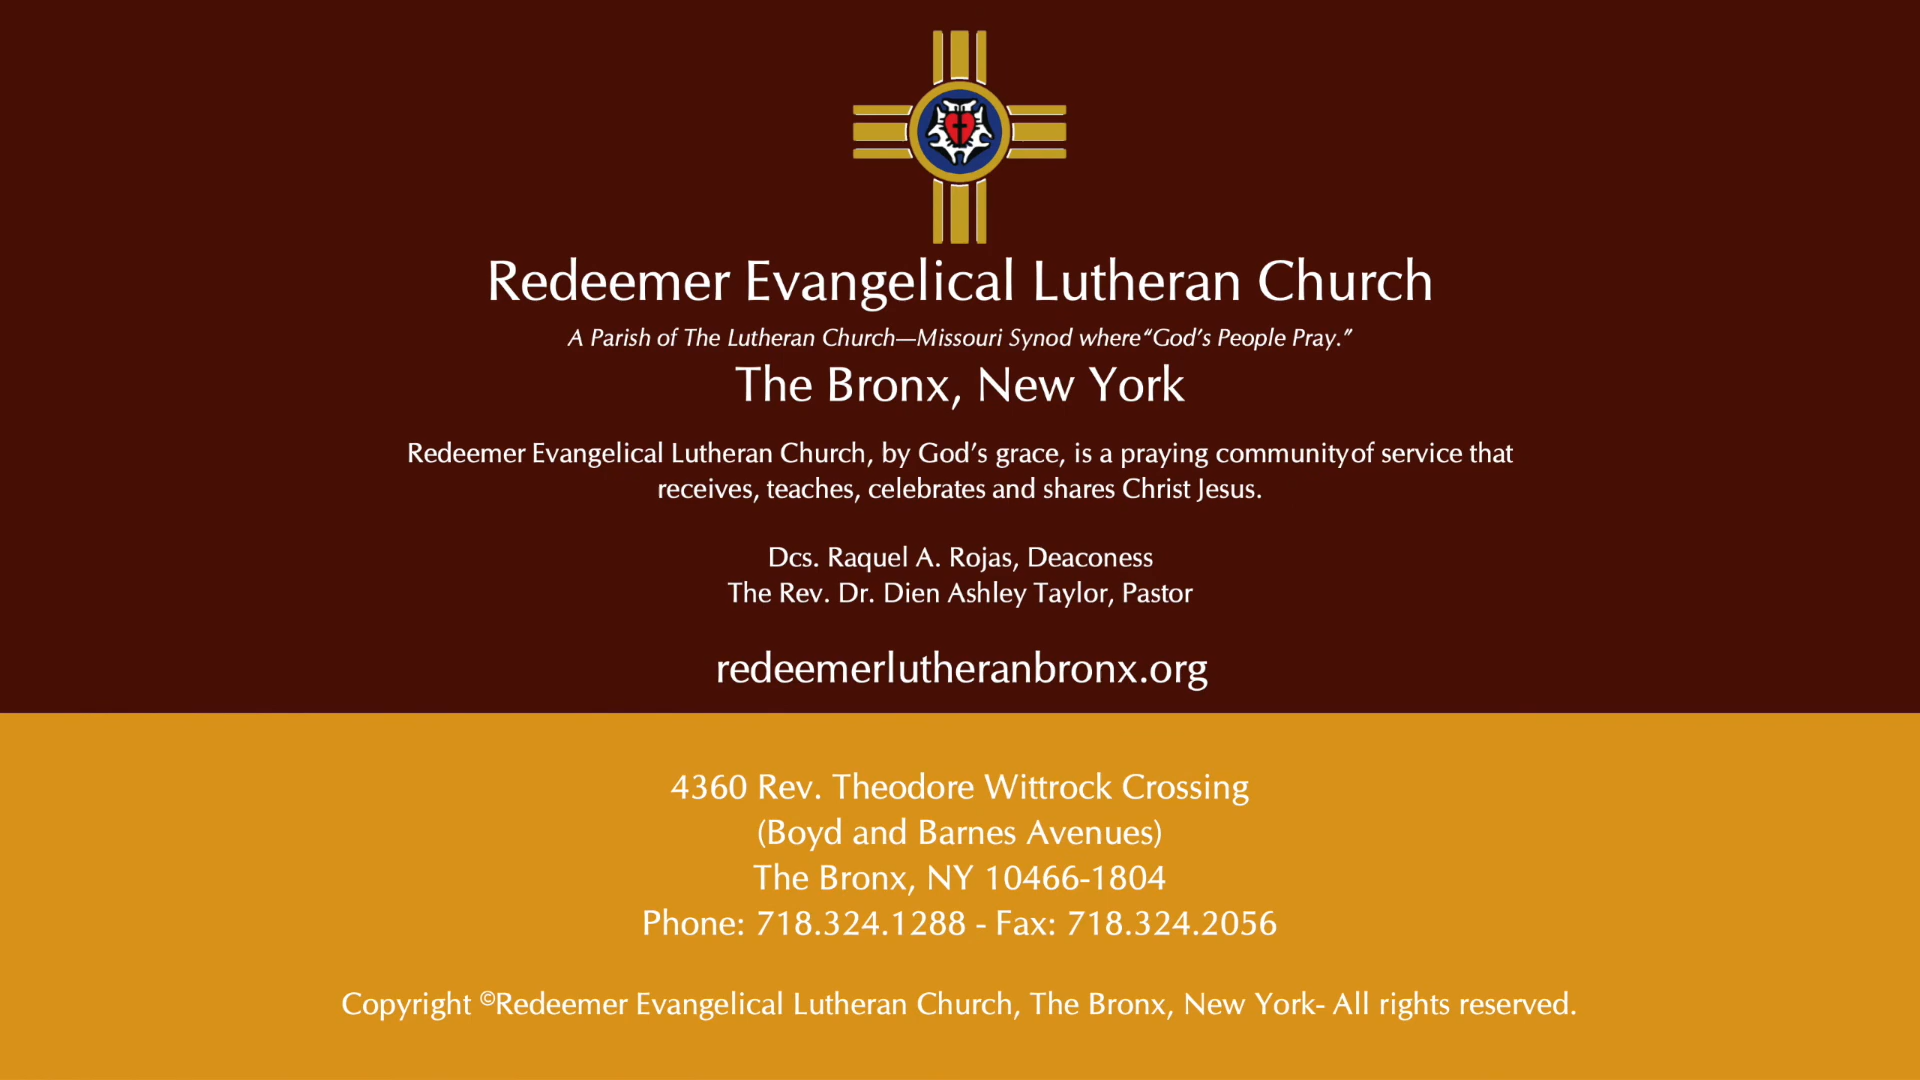 Redeemer Evangelical Lutheran Church
A Parish of The Lutheran Church—Missouri Synod where “God’s People Pray.”
The Bronx, New York
Redeemer Evangelical Lutheran Church, by God’s grace, is a praying community of service that
receives, teaches, celebrates and shares Christ Jesus.
Dcs. Raquel A. Rojas, Deaconess
The Rev. Dr. Dien Ashley Taylor, Pastor
redeemerlutheranbronx.org
4360 Rev. Theodore Wittrock Crossing
(Boyd and Barnes Avenues)
The Bronx, NY 10466-1804
Phone: 718.324.1288 - Fax: 718.324.2056
Copyright ©Redeemer Evangelical Lutheran Church, The Bronx, New York- All rights reserved.